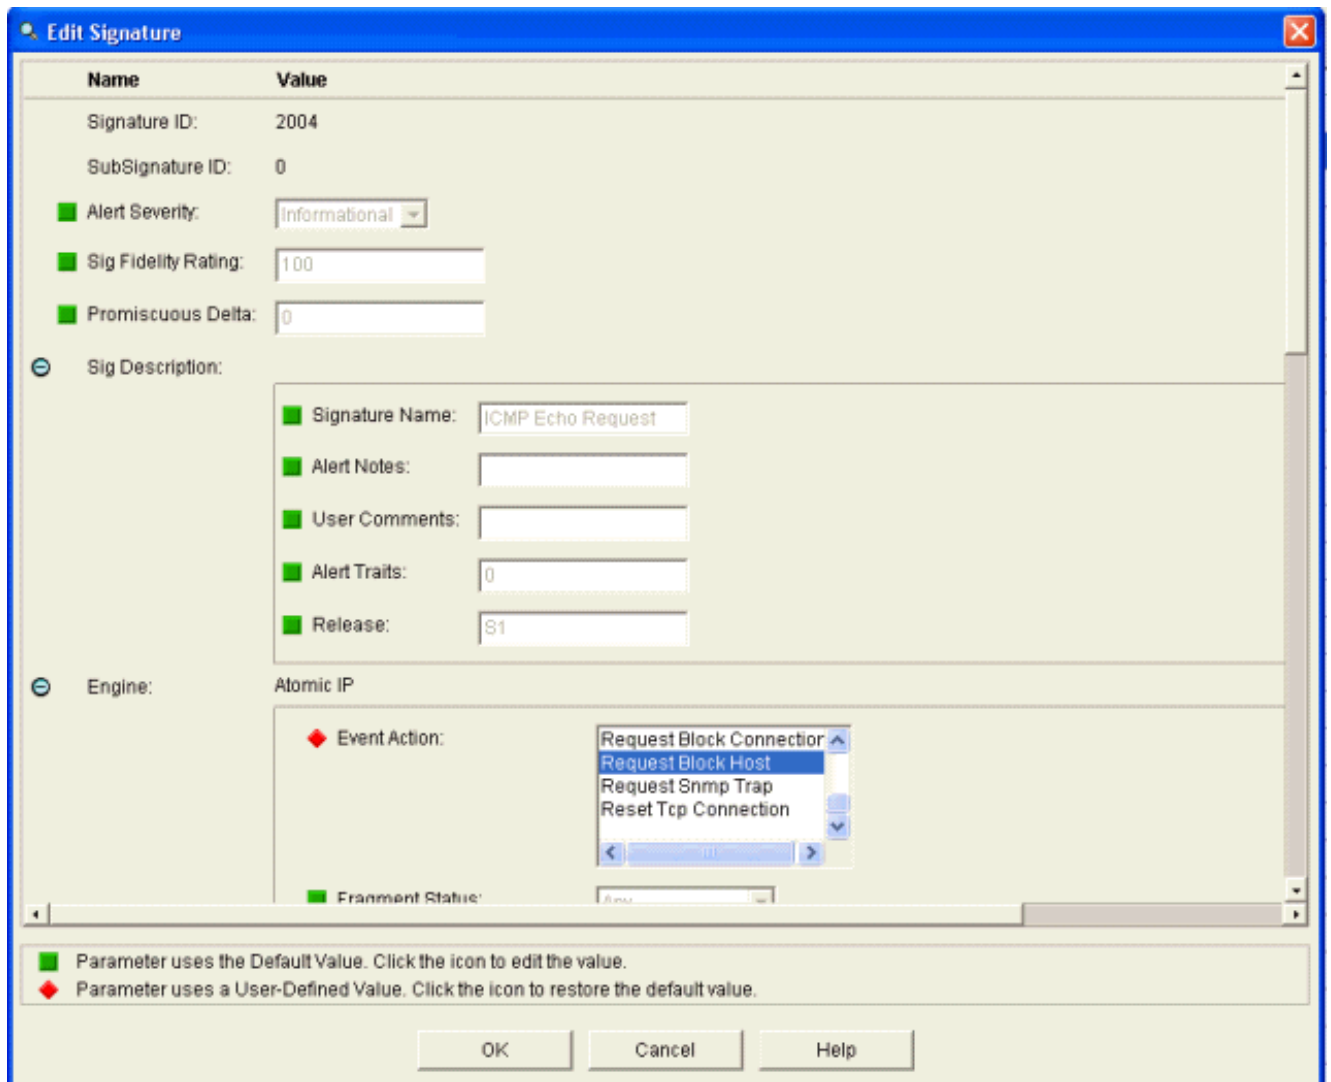 Edit Signature
Name Value
Signature ID: 2004
SubSignature ID: 0
Alert Severity: Informational
Sig Fidelity Rating: 100
Promiscuous Delta: 0
Sig Description:
Signature Name: ICMP Echo Request
Alert Notes:
User Comments:
Alert Traits: 0
Release: S1
Engine: Atomic IP
Event Action: Request Block Connection
Request Block Host
Request Snmp Trap
Reset Tcp Connection
Fragment Status: Any
Parameter uses the Default Value. Click the icon to edit the value.
Parameter uses a User-Defined Value. Click the icon to restore the default value.
OK Cancel Help